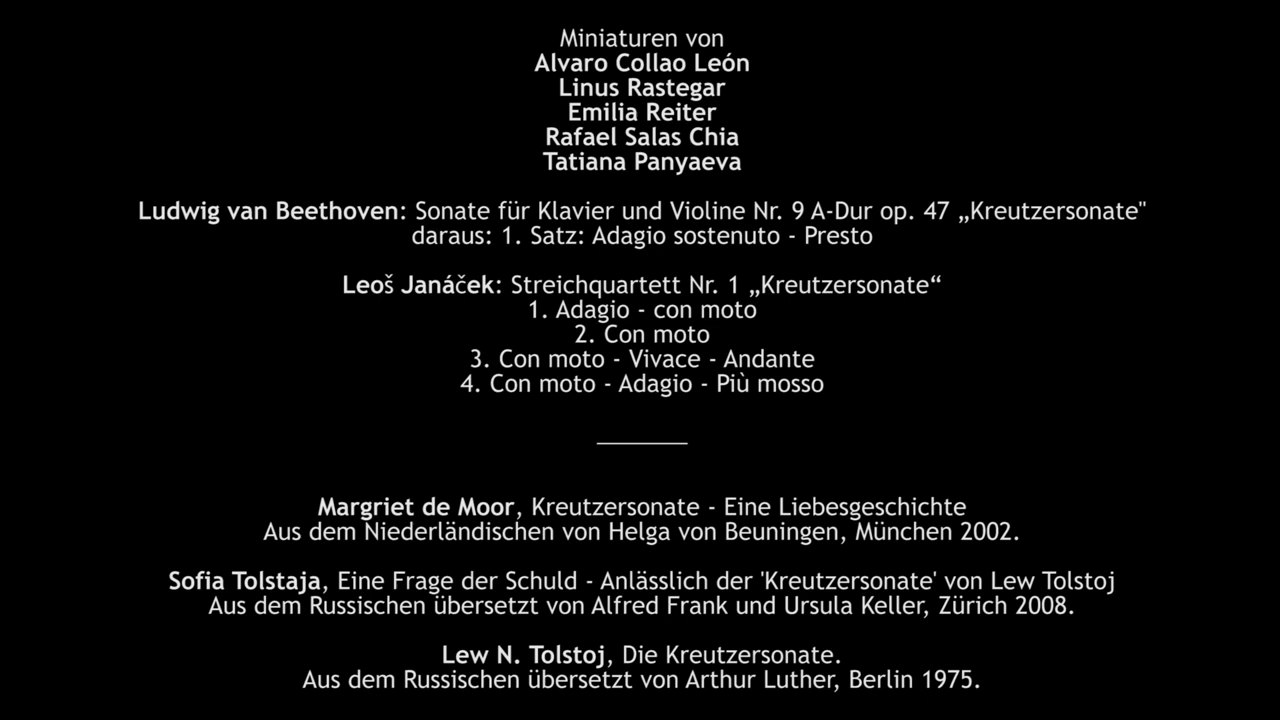 Miniaturen von
Alvaro Collao León
Linus Rastegar
Emilia Reiter
Rafael Salas Chia
Tatiana Panyaeva
Ludwig van Beethoven: Sonate für Klavier und Violine Nr. 9 A-Dur op. 47 „Kreutzersonate"
daraus: 1. Satz: Adagio sostenuto - Presto
Leoš Janáček: Streichquartett Nr. 1 „Kreutzersonate“
1. Adagio - con moto
2. Con moto
3. Con moto - Vivace - Andante
4. Con moto - Adagio - Più mosso
Margriet de Moor, Kreutzersonate - Eine Liebesgeschichte
Aus dem Niederländischen von Helga von Beuningen, München 2002.
Sofia Tolstaja, Eine Frage der Schuld - Anlässlich der 'Kreutzersonate' von Lew Tolstoj
Aus dem Russischen übersetzt von Alfred Frank und Ursula Keller, Zürich 2008.
Lew N. Tolstoj, Die Kreutzersonate.
Aus dem Russischen übersetzt von Arthur Luther, Berlin 1975.